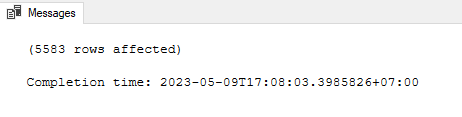 Messages
(5583 rows affected)
Completion time: 2023-05-09T17:08:03.3985826+07:00